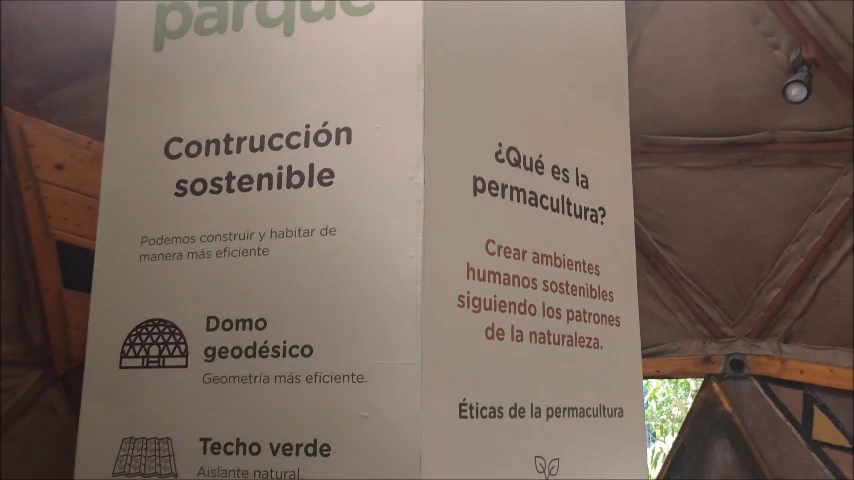 parque
Contrucción
sostenible
Podemos construir y habitar de
manera más eficiente
Domo
geodésico
Geometría más eficiente.
Techo verde
Aislante natural.
¿Qué es la
permacultura?
Crear ambientes
humanos sostenibles
siguiendo los patrones
de la naturaleza.
Éticas de la permacultura